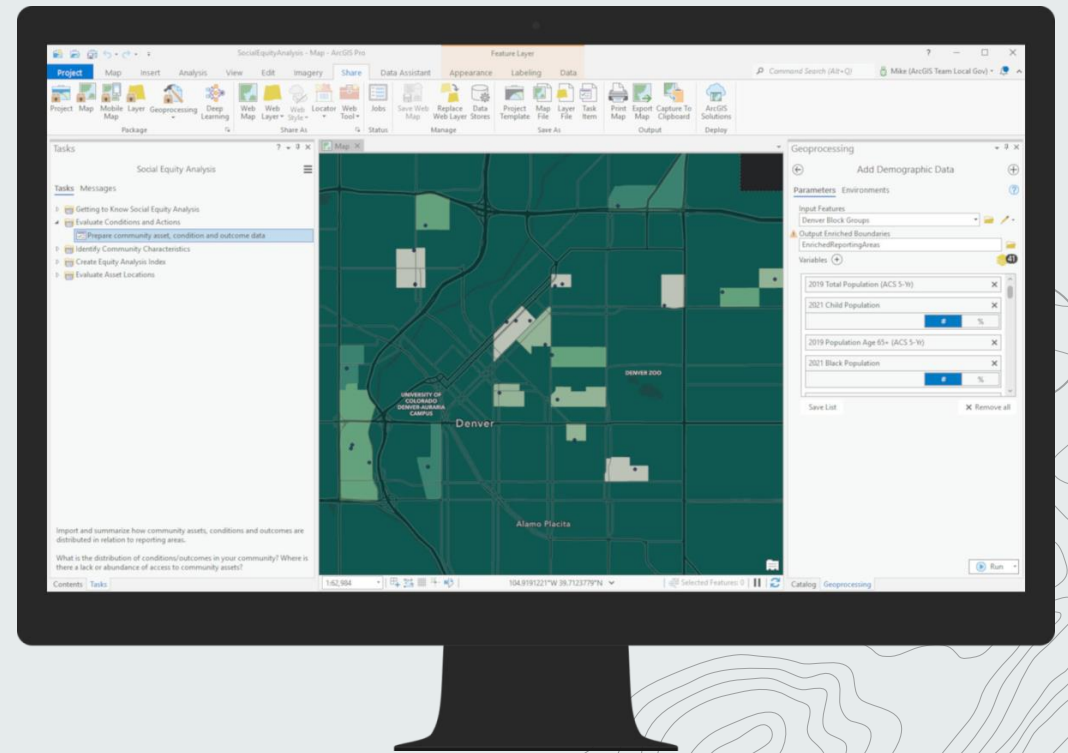 SocialEquityAnalysis - Map - ArcGIS Pro
Feature Layer
?
Project Map Insert Analysis View Edit Imagery Share Data Assistant Appearance Labeling Data
Command Search (Alt+Q)
Mike (ArcGIS Team Local Gov)
Project Map Mobile Map Layer Geoprocessing Deep Learning
Package
Web Map Web Layer Web Style Locator Web Tool
Share As
Jobs
Status
Save Web Map Replace Web Layer Data Stores
Manage
Project Template Map File Layer File Task Item
Save As
Print Map Export Map Capture To Clipboard
Output
ArcGIS Solutions
Deploy
Tasks
Social Equity Analysis
Tasks Messages
Getting to Know Social Equity Analysis
Evaluate Conditions and Actions
Prepare community asset, condition and outcome data
Identify Community Characteristics
Create Equity Analysis Index
Evaluate Asset Locations
Import and summarize how community assets, conditions and outcomes are
distributed in relation to reporting areas.
What is the distribution of conditions/outcomes in your community? Where is
there a lack or abundance of access to community assets?
Contents Tasks
Map
DENVER ZOO
UNIVERSITY OF
COLORADO
DENVER-AURARIA
CAMPUS
Denver
Alamo Placita
1:62,984
104.9191221°W 39.7123779°N
Selected Features: 0
Geoprocessing
Add Demographic Data
Parameters Environments
Input Features
Denver Block Groups
Output Enriched Boundaries
EnrichedReportingAreas
Variables
41
2019 Total Population (ACS 5-Yr)
2021 Child Population
# %
2019 Population Age 65+ (ACS 5-Yr)
2021 Black Population
# %
Save List
Remove all
Run
Catalog Geoprocessing